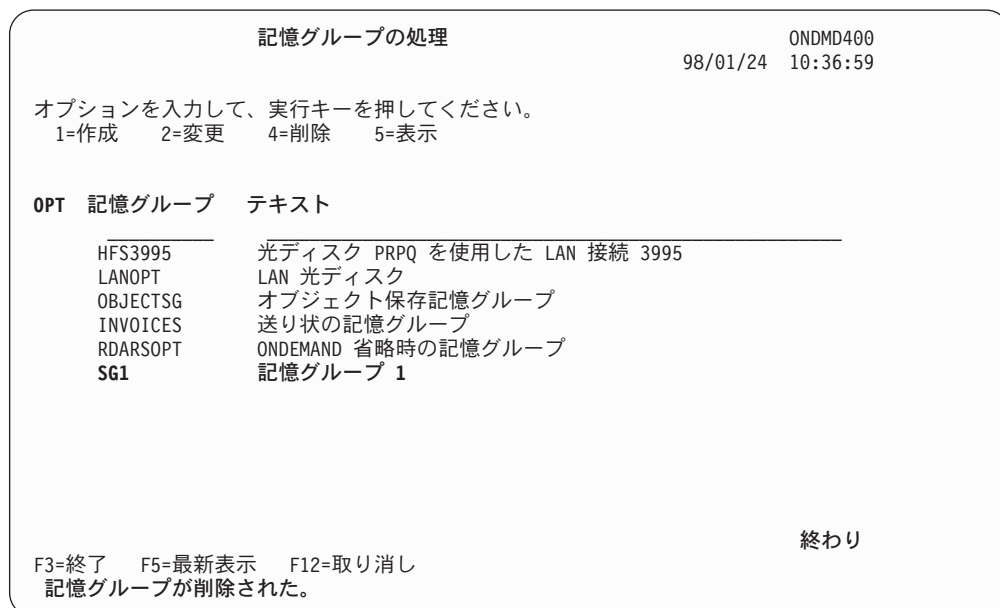 記憶グループの処理 ONDMD400
98/01/24 10:36:59
オプションを入力して、実行キーを押してください。
1=作成 2=変更 4=削除 5=表示
OPT 記憶グループ テキスト
HFS3995 光ディスク PRPQ を使用した LAN 接続 3995
LANOPT LAN 光ディスク
OBJECTSG オブジェクト保存記憶グループ
INVOICES 送り状の記憶グループ
RDARSOPT ONDEMAND 省略時の記憶グループ
SG1 記憶グループ 1
終わり
F3=終了 F5=最新表示 F12=取り消し
記憶グループが削除された。